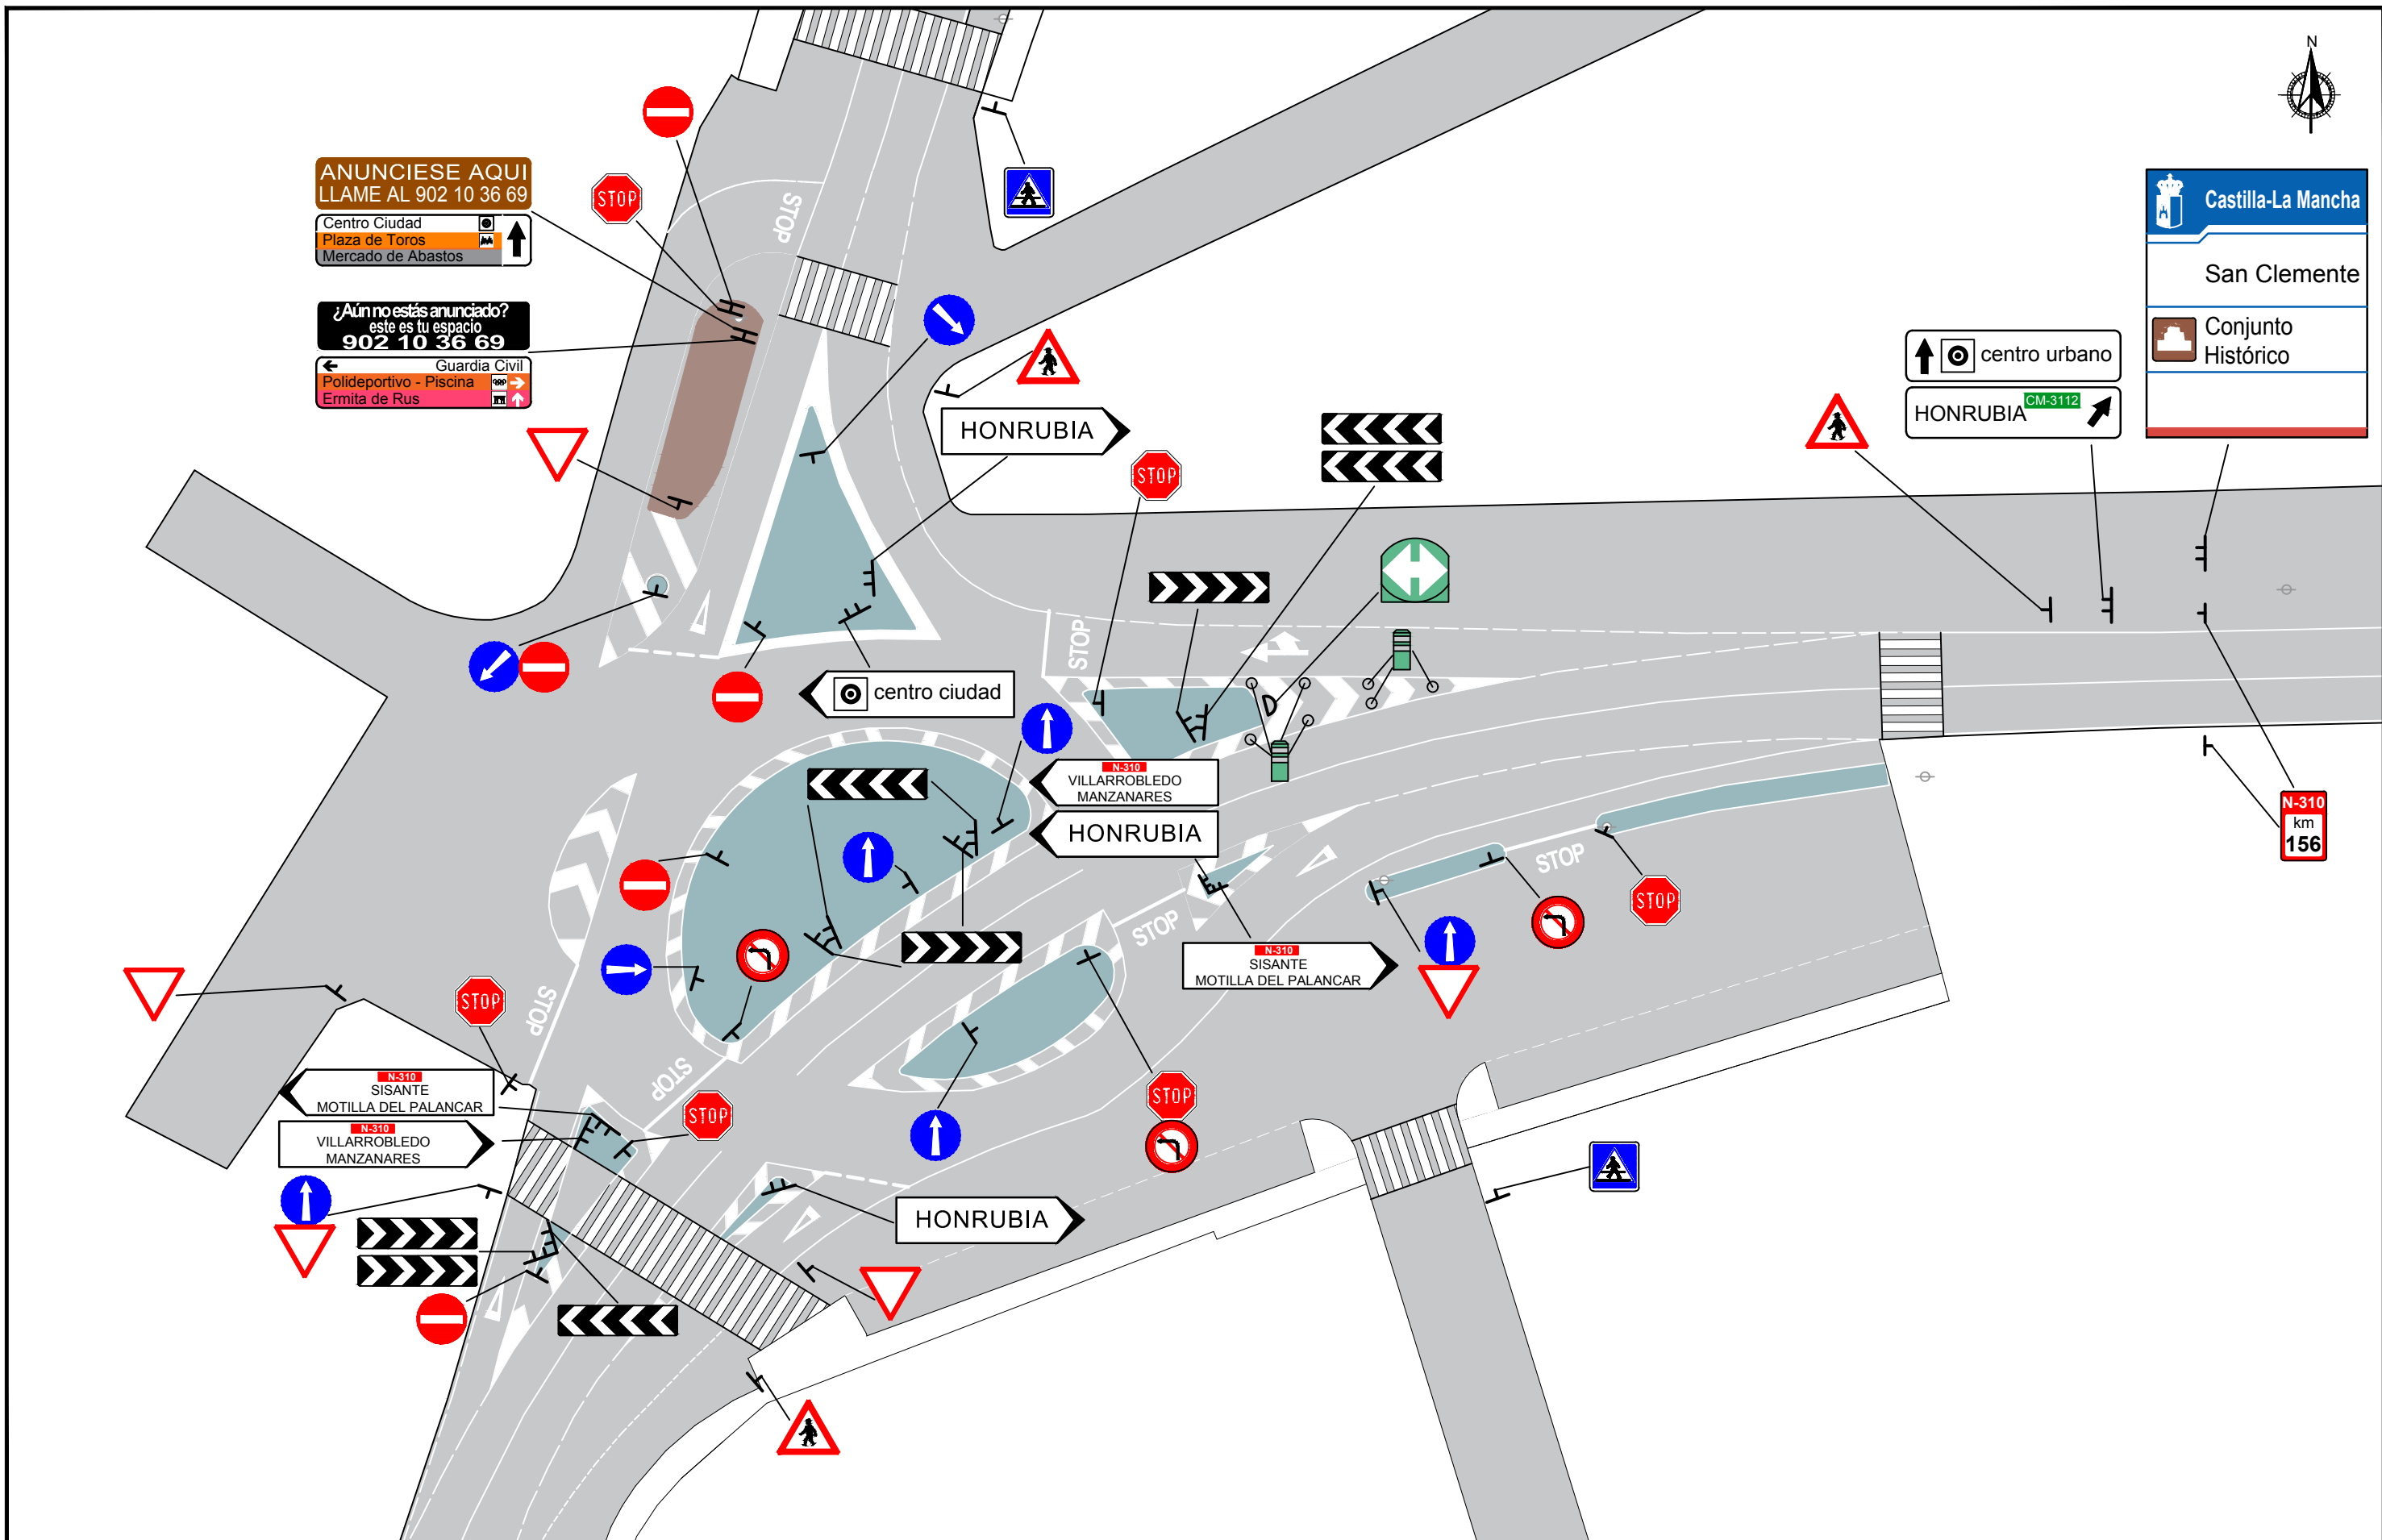 N
ANUNCIESE AQUI
LLAME AL 902 10 36 69
Centro Ciudad
Plaza de Toros
Mercado de Abastos
STOP
STOP
¿Aún no estás anunciado?
este es tu espacio
902 10 36 69
Guardia Civil
Polideportivo - Piscina
Ermita de Rus
Castilla-La Mancha
San Clemente
Conjunto
Histórico
centro urbano
HONRUBIA CM-3112
HONRUBIA
STOP
STOP
centro ciudad
N-310
VILLARROBLEDO
MANZANARES
HONRUBIA
N-310
km
156
STOP
STOP
STOP
N-310
SISANTE
MOTILLA DEL PALANCAR
STOP
STOP
STOP
STOP
STOP
N-310
SISANTE
MOTILLA DEL PALANCAR
N-310
VILLARROBLEDO
MANZANARES
HONRUBIA